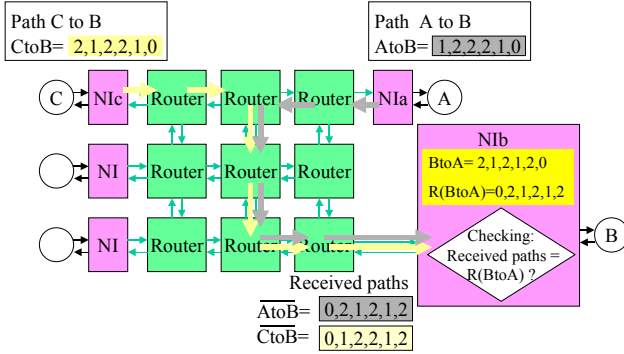 Path C to B
CtoB= 2,1,2,2,1,0
Path A to B
AtoB= 1,2,2,2,1,0
C
NIc
Router
Router
Router
NIa
A
NI
Router
Router
Router
NI
Router
Router
Router
NIb
BtoA= 2,1,2,1,2,0
R(BtoA)=0,2,1,2,1,2
Checking:
Received paths =
R(BtoA) ?
B
Received paths
AtoB= 0,2,1,2,1,2
CtoB= 0,1,2,2,1,2